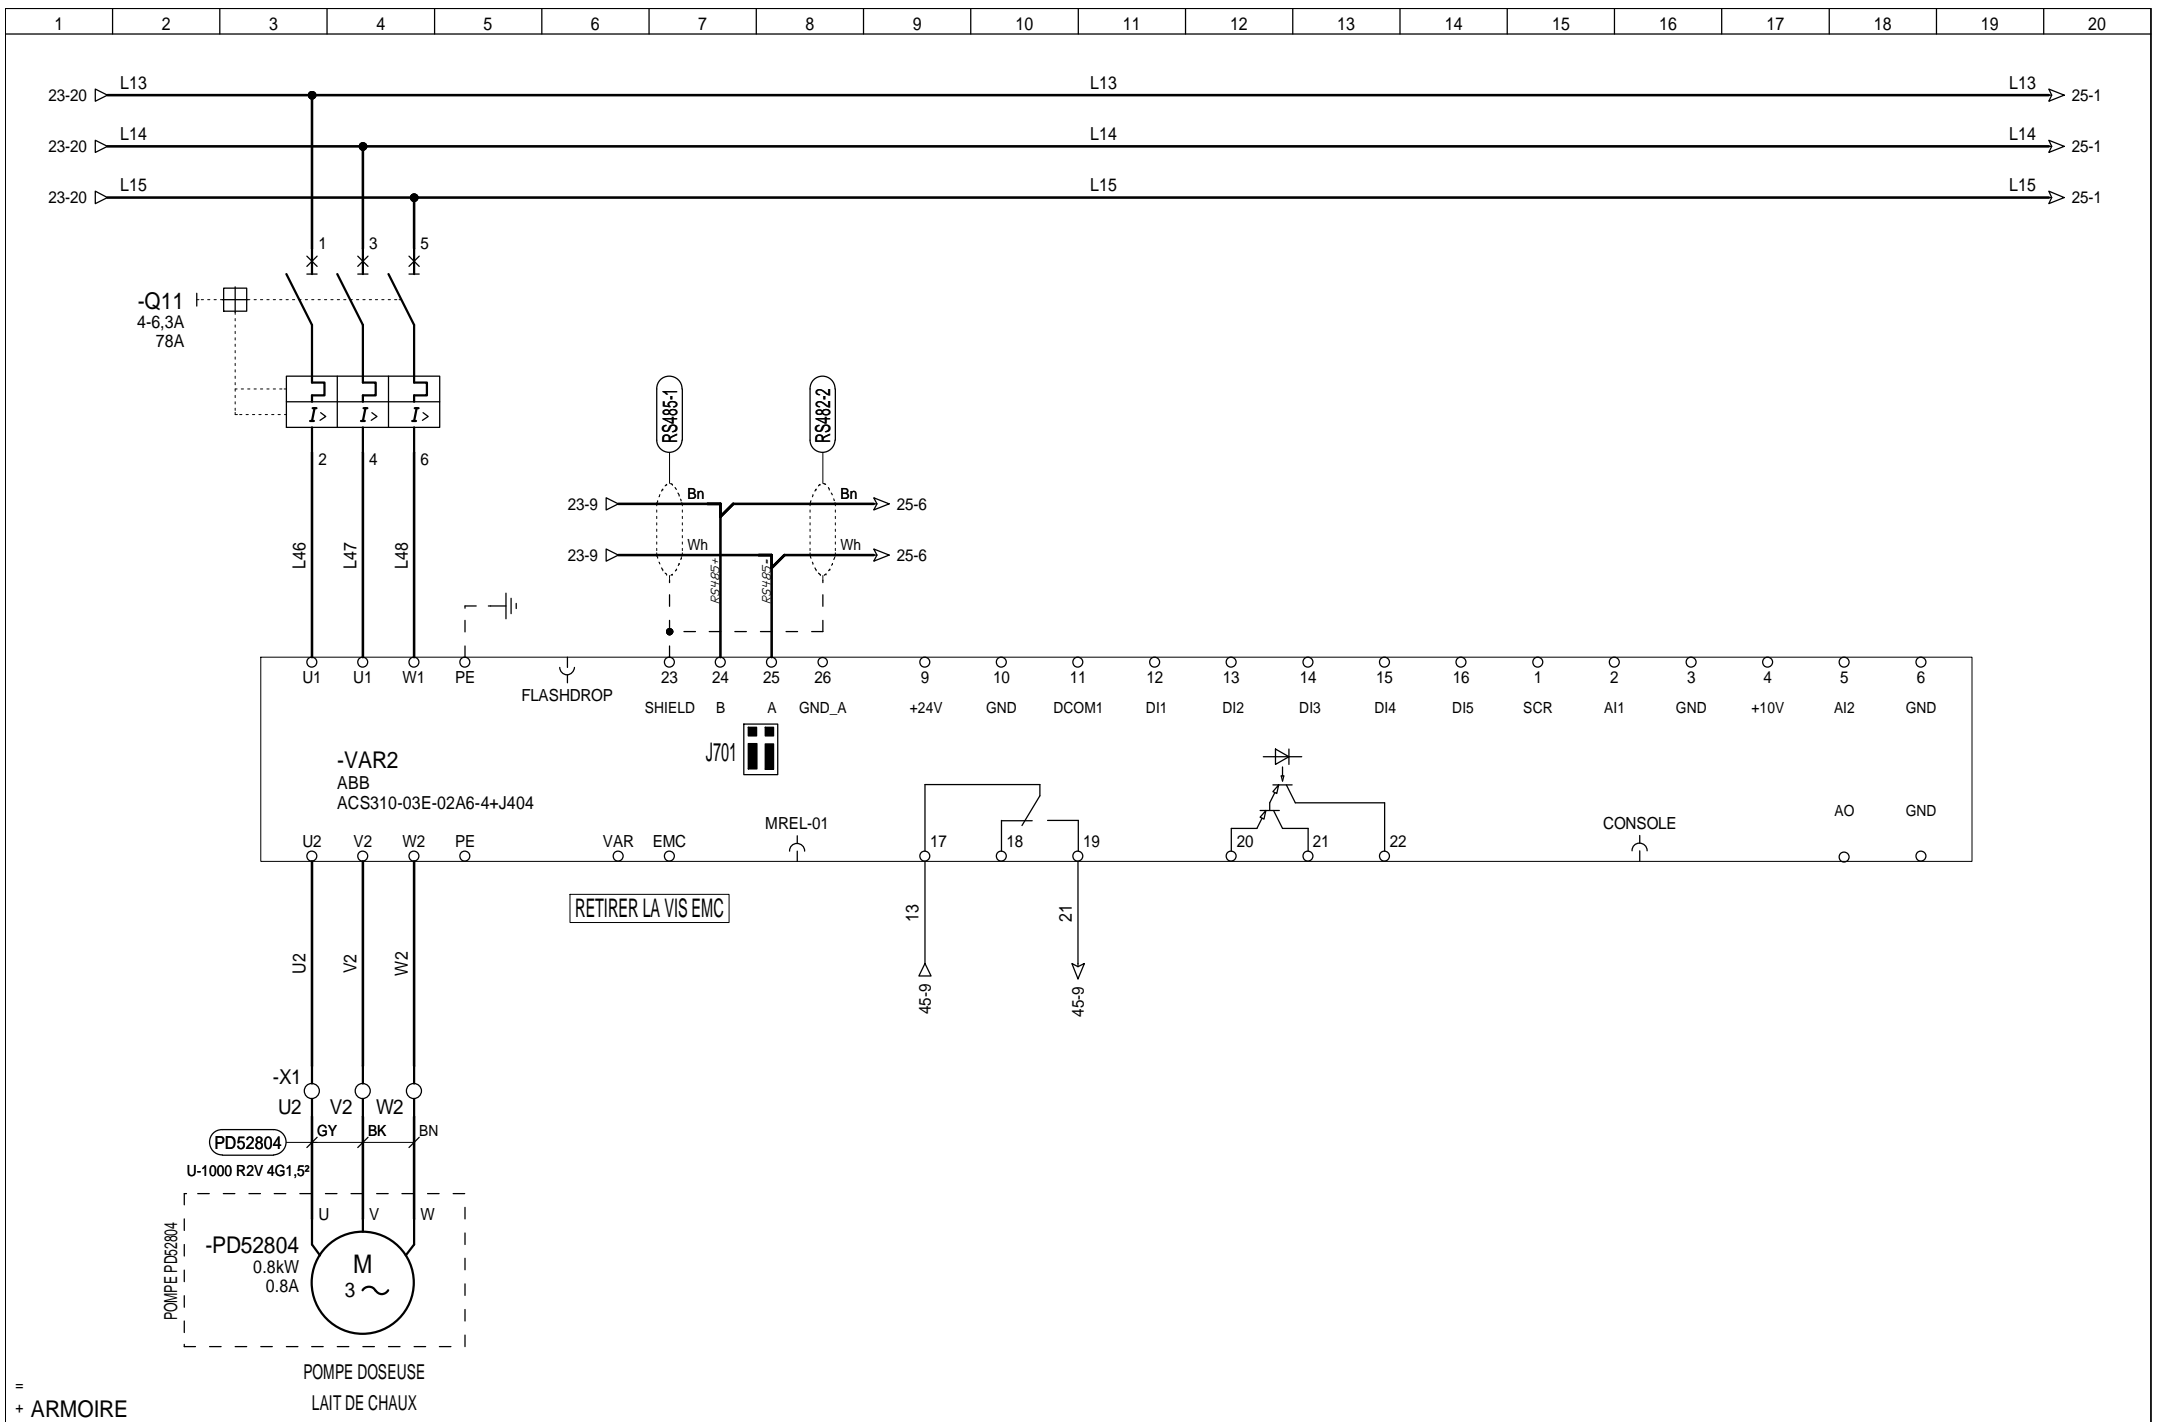 1 2 3 4 5 6 7 8 9 10 11 12 13 14 15 16 17 18 19 20
L13 L13 L13
23-20 25-1
L14 L14 L14
23-20 25-1
L15 L15 L15
23-20 25-1
1 3 5
-Q11
4-6,3A
78A
I> I> I>
2 4 6
RS485-1 RS482-2
23-9 Bn Bn 25-6
23-9 Wh Wh 25-6
L46 L47 L48
RS485+ RS485-
U1 U1 W1 PE
FLASHDROP
23 24 25 26 9 10 11 12 13 14 15 16 1 2 3 4 5 6
SHIELD B A GND_A +24V GND DCOM1 DI1 DI2 DI3 DI4 DI5 SCR AI1 GND +10V AI2 GND
J701
-VAR2
ABB
ACS310-03E-02A6-4+J404
MREL-01
CONSOLE
AO GND
U2 V2 W2 PE VAR EMC 17 18 19 20 21 22
RETIRER LA VIS EMC
13 21
45-9 45-9
U2 V2 W2
-X1
U2 V2 W2
PD52804 GY BK BN
U-1000 R2V 4G1,5²
POMPE PD52804
U V W
-PD52804
0.8kW
0.8A
M
3
POMPE DOSEUSE
LAIT DE CHAUX
=
+ ARMOIRE